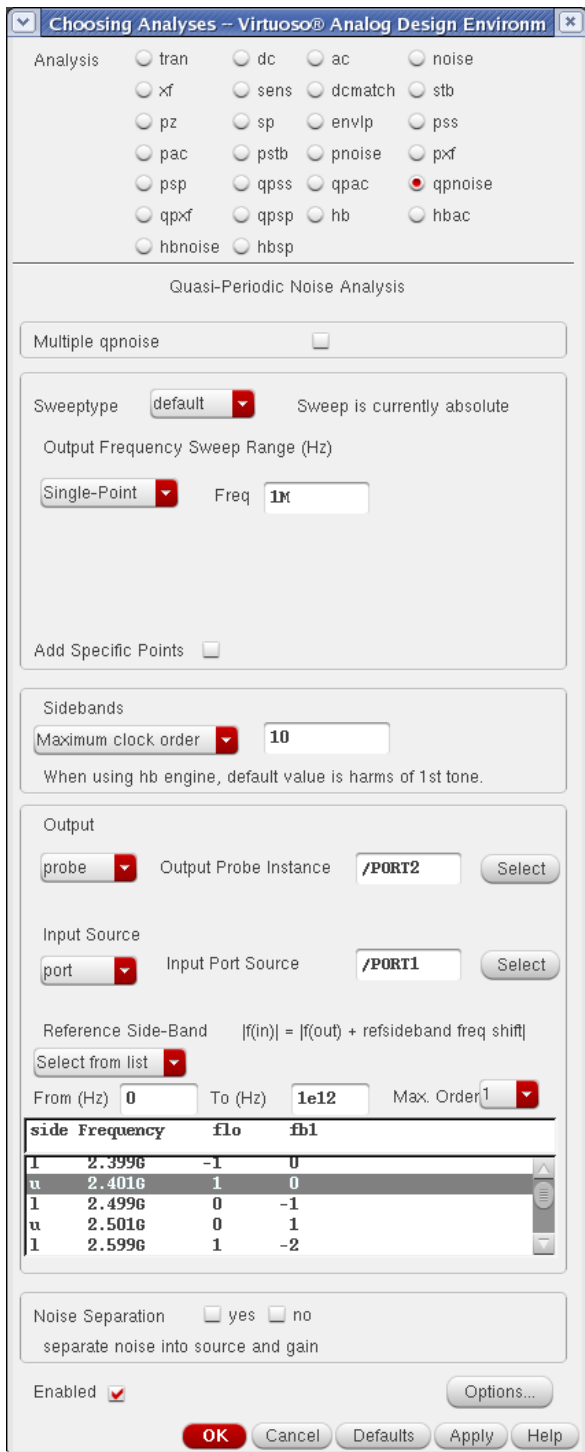 Choosing Analyses -- Virtuoso® Analog Design Environm
Analysis tran dc ac noise
xf sens dcmatch stb
pz sp envlp pss
pac pstb pnoise pxf
psp qpss qpac qpnoise
qpxf qpsp hb hbac
hbnoise hbsp
Quasi-Periodic Noise Analysis
Multiple qpnoise
Sweeptype default Sweep is currently absolute
Output Frequency Sweep Range (Hz)
Single-Point Freq 1M
Add Specific Points
Sidebands
Maximum clock order 10
When using hb engine, default value is harms of 1st tone.
Output
probe Output Probe Instance /PORT2 Select
Input Source
port Input Port Source /PORT1 Select
Reference Side-Band |f(in)| = |f(out) + refsideband freq shift|
Select from list
From (Hz) 0 To (Hz) 1e12 Max. Order 1
side Frequency flo fb1
l 2.399G -1 0
u 2.401G 1 0
l 2.499G 0 -1
u 2.501G 0 1
l 2.599G 1 -2
Noise Separation yes no
separate noise into source and gain
Enabled Options...
OK Cancel Defaults Apply Help